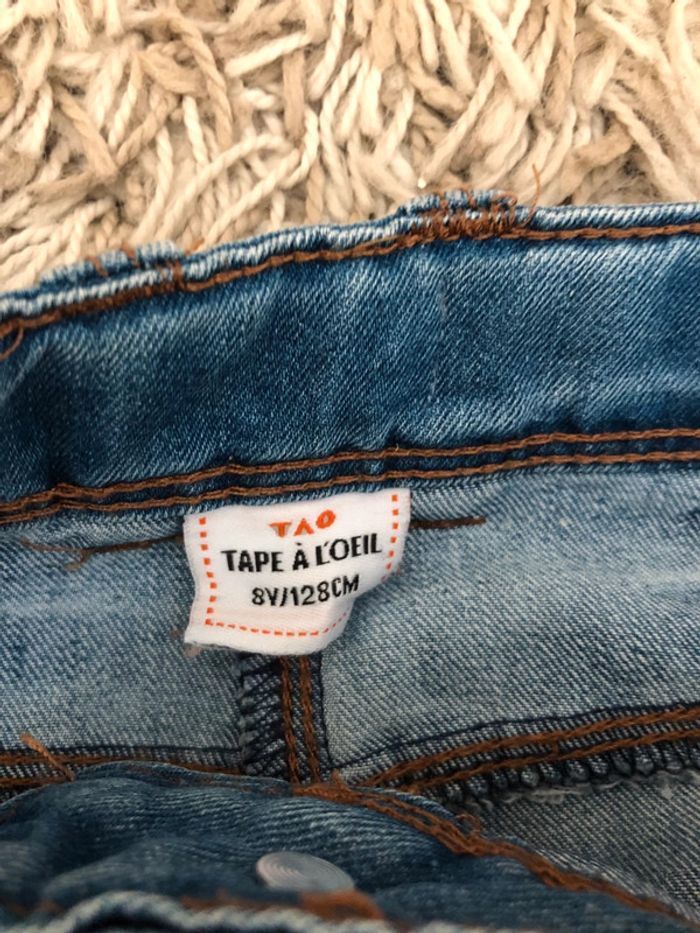 TAO
TAPE À L'OEIL
8Y/128CM